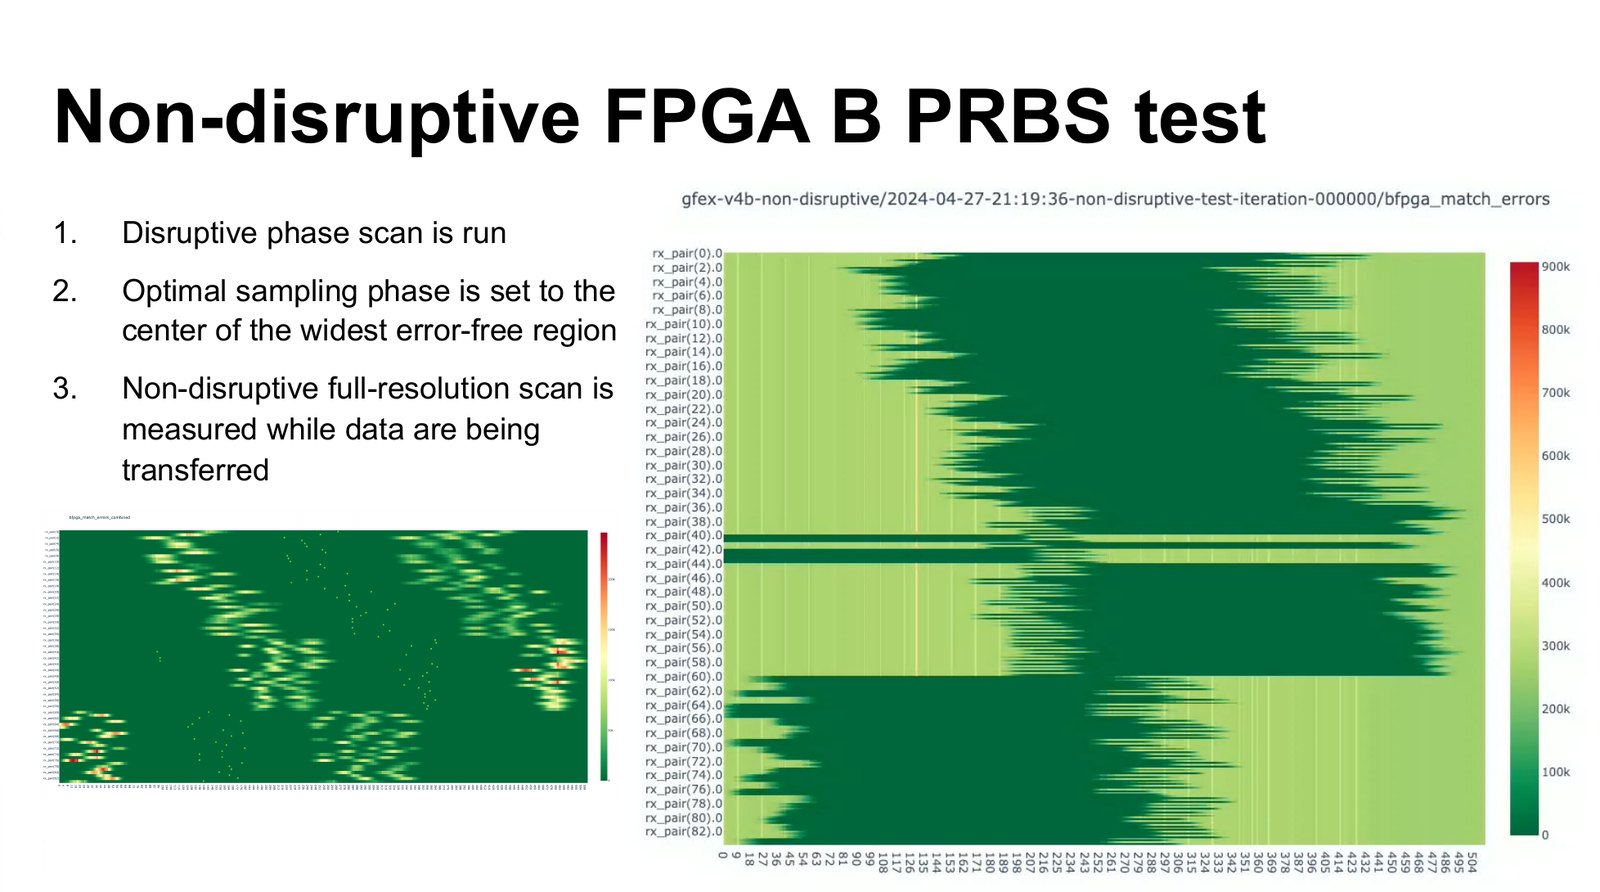 Non-disruptive FPGA B PRBS test
1. Disruptive phase scan is run
2. Optimal sampling phase is set to the
center of the widest error-free region
3. Non-disruptive full-resolution scan is
measured while data are being
transferred
bfpga_match_errors_combined
gfex-v4b-non-disruptive/2024-04-27-21:19:36-non-disruptive-test-iteration-000000/bfpga_match_errors
rx_pair(0).0
rx_pair(2).0
rx_pair(4).0
rx_pair(6).0
rx_pair(8).0
rx_pair(10).0
rx_pair(12).0
rx_pair(14).0
rx_pair(16).0
rx_pair(18).0
rx_pair(20).0
rx_pair(22).0
rx_pair(24).0
rx_pair(26).0
rx_pair(28).0
rx_pair(30).0
rx_pair(32).0
rx_pair(34).0
rx_pair(36).0
rx_pair(38).0
rx_pair(40).0
rx_pair(42).0
rx_pair(44).0
rx_pair(46).0
rx_pair(48).0
rx_pair(50).0
rx_pair(52).0
rx_pair(54).0
rx_pair(56).0
rx_pair(58).0
rx_pair(60).0
rx_pair(62).0
rx_pair(64).0
rx_pair(66).0
rx_pair(68).0
rx_pair(70).0
rx_pair(72).0
rx_pair(74).0
rx_pair(76).0
rx_pair(78).0
rx_pair(80).0
rx_pair(82).0
0 9 18 27 36 45 54 63 72 81 90 99 108 117 126 135 144 153 162 171 180 189 198 207 216 225 234 243 252 261 270 279 288 297 306 315 324 333 342 351 360 369 378 387 396 405 414 423 432 441 450 459 468 477 486 495 504
900k
800k
700k
600k
500k
400k
300k
200k
100k
0